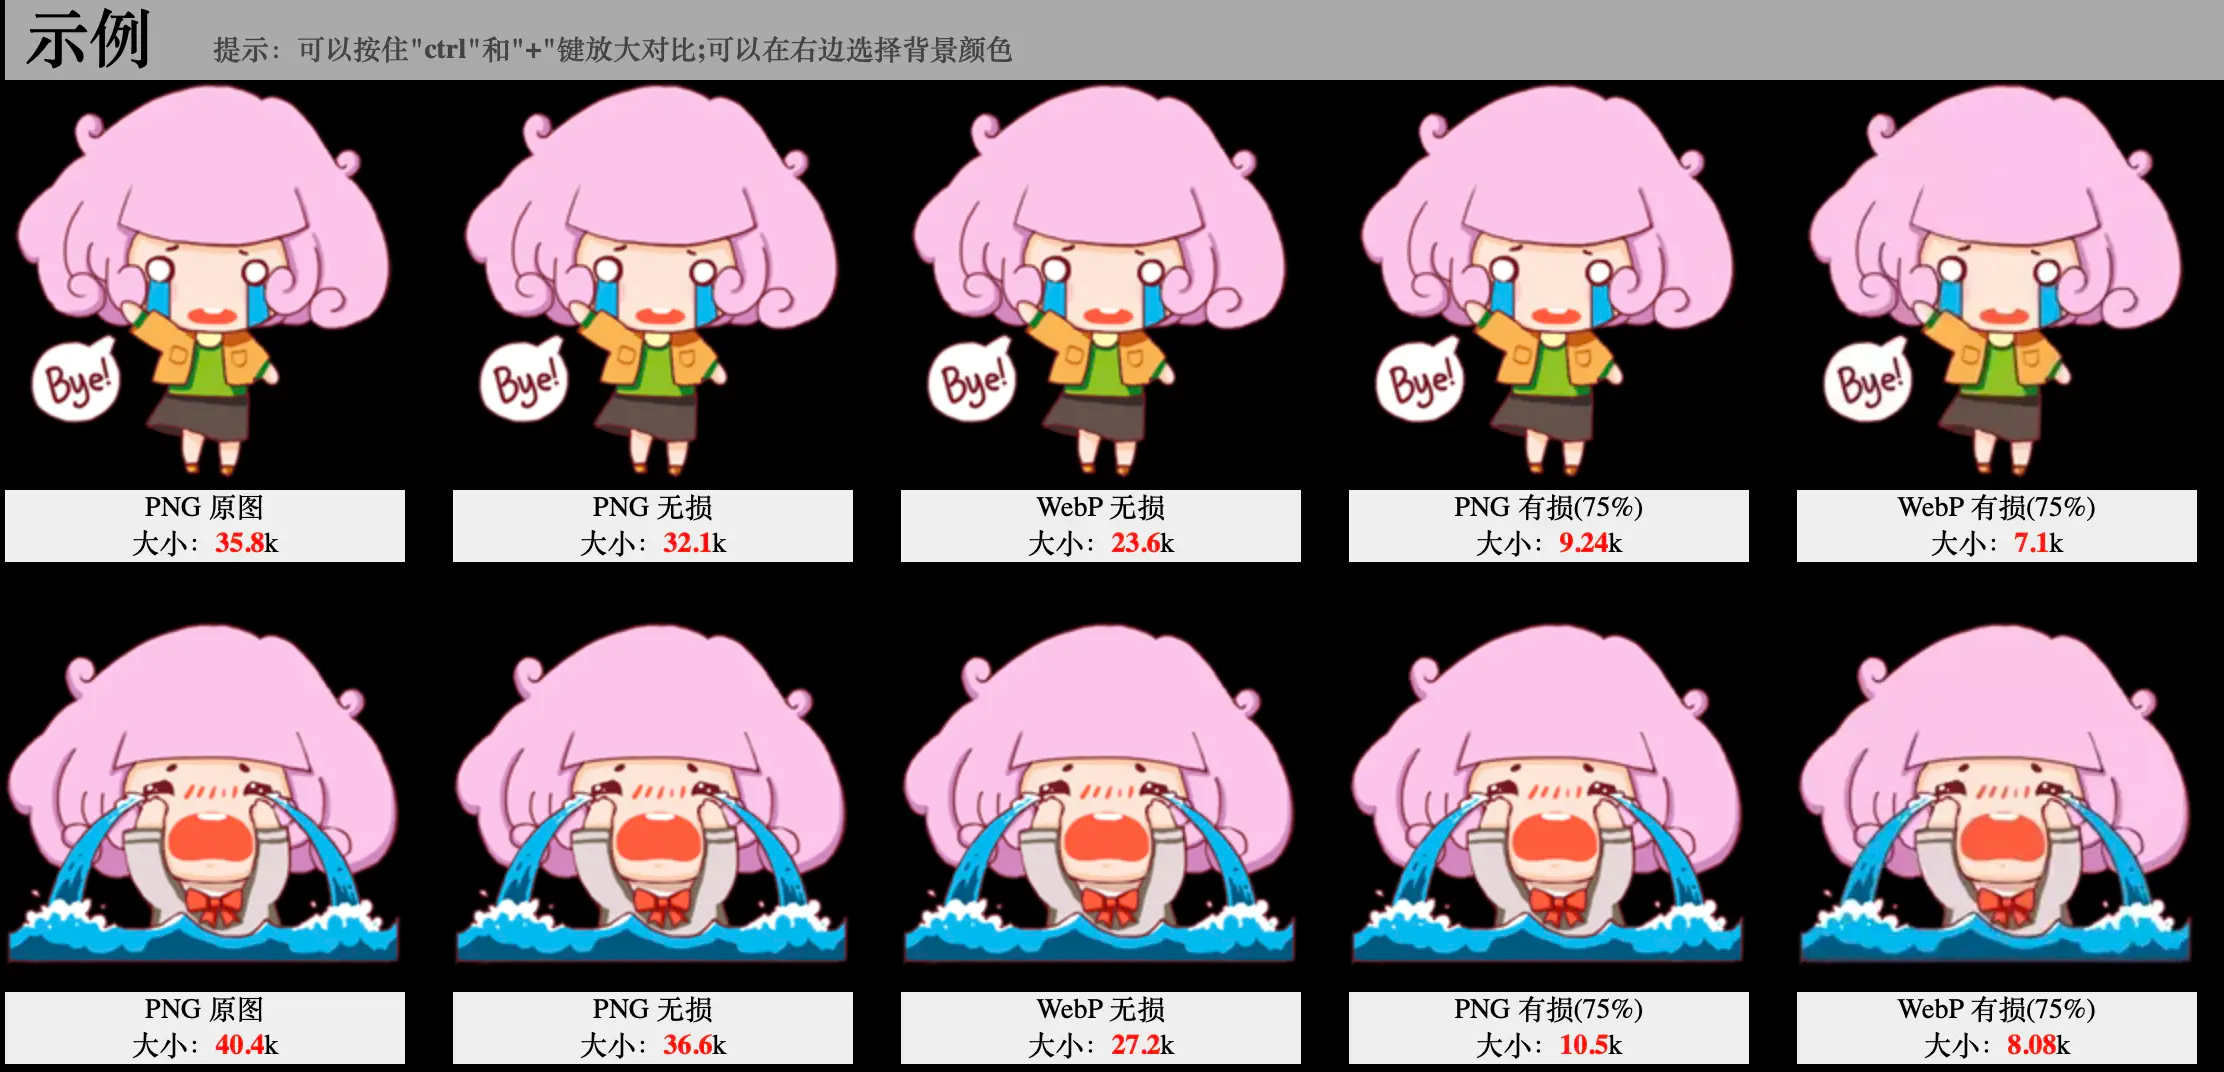 示例
提示：可以按住"ctrl"和"+"键放大对比;可以在右边选择背景颜色
Bye!
Bye!
Bye!
Bye!
Bye!
PNG 原图
大小：35.8k
PNG 无损
大小：32.1k
WebP 无损
大小：23.6k
PNG 有损(75%)
大小：9.24k
WebP 有损(75%)
大小：7.1k
PNG 原图
大小：40.4k
PNG 无损
大小：36.6k
WebP 无损
大小：27.2k
PNG 有损(75%)
大小：10.5k
WebP 有损(75%)
大小：8.08k